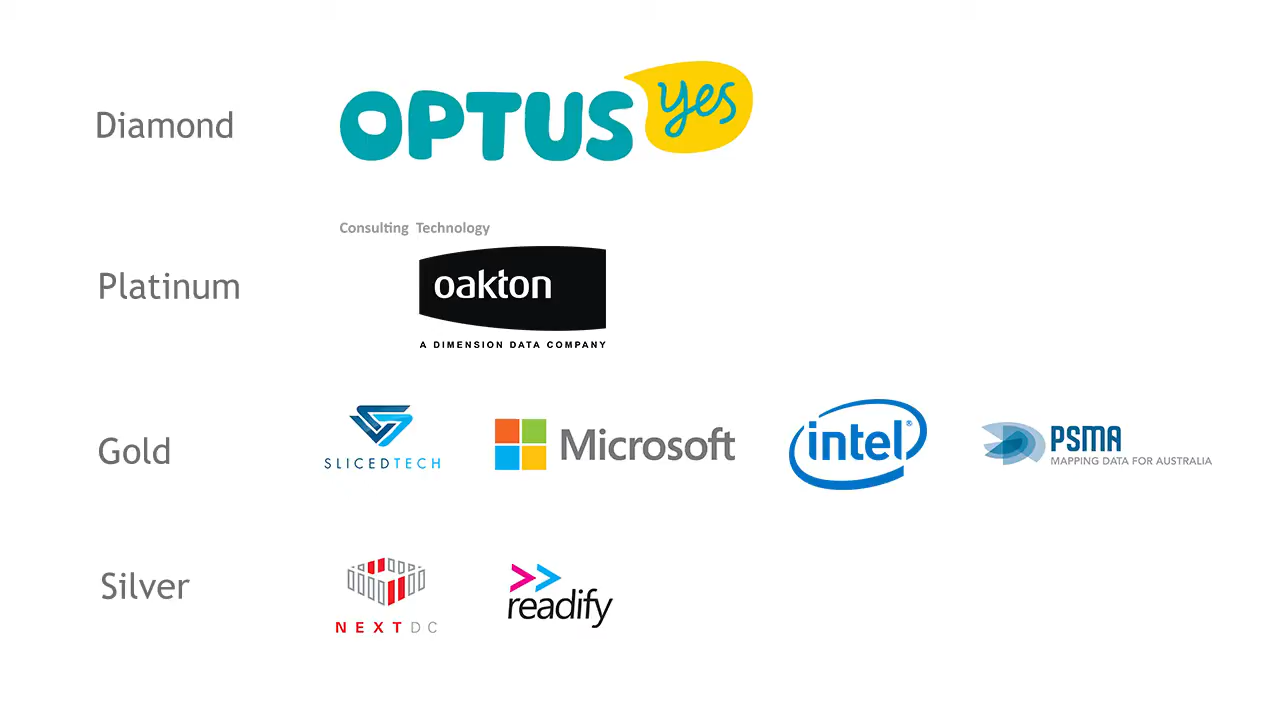 Diamond
OPTUS yes
Consulting Technology
Platinum
oakton
A DIMENSION DATA COMPANY
Gold
SLICEDTECH
Microsoft
intel®
PSMA
MAPPING DATA FOR AUSTRALIA
Silver
NEXTDC
readify